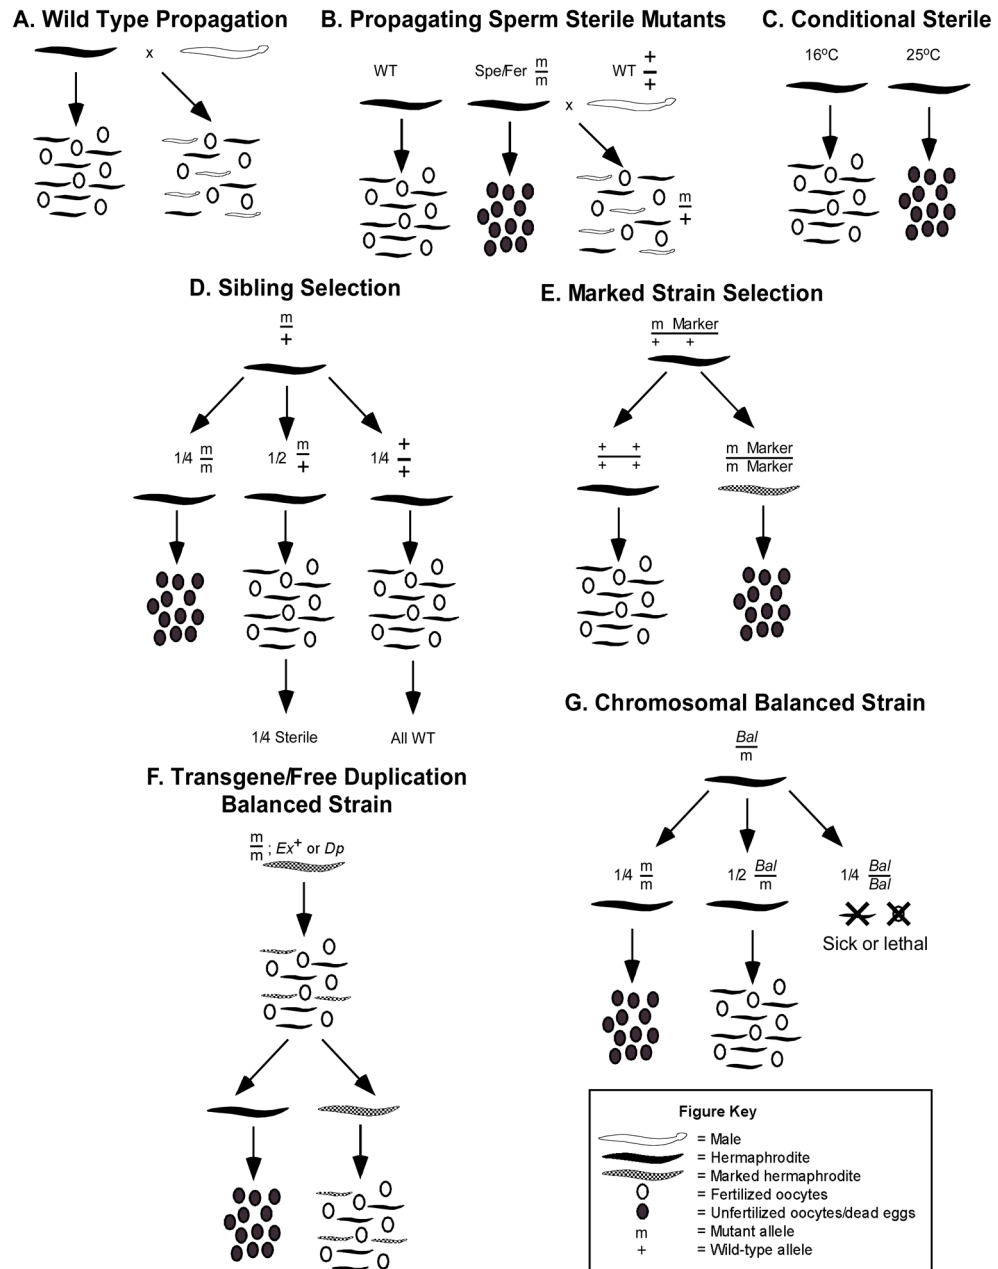 A. Wild Type Propagation
x
B. Propagating Sperm Sterile Mutants
WT
Spe/Fer m
m
x
WT +
+
m
+
C. Conditional Sterile
16ºC
25ºC
D. Sibling Selection
m
+
1/4 m
m
1/2 m
+
1/4 +
+
1/4 Sterile
All WT
E. Marked Strain Selection
m Marker
+ +
+ +
+ +
m Marker
m Marker
F. Transgene/Free Duplication
Balanced Strain
m
m ; Ex+ or Dp
G. Chromosomal Balanced Strain
Bal
m
1/4 m
m
1/2 Bal
m
1/4 Bal
Bal
Sick or lethal
Figure Key
= Male
= Hermaphrodite
= Marked hermaphrodite
= Fertilized oocytes
= Unfertilized oocytes/dead eggs
m = Mutant allele
+ = Wild-type allele